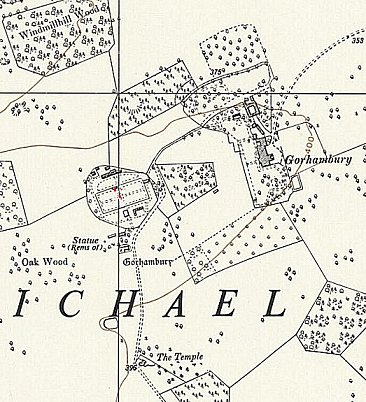 Windmillhill Wood
353
375
400
Gorhambury
Statue
(Rems of)
Oak Wood
Gorhambury
ICHAEL
The Temple
396